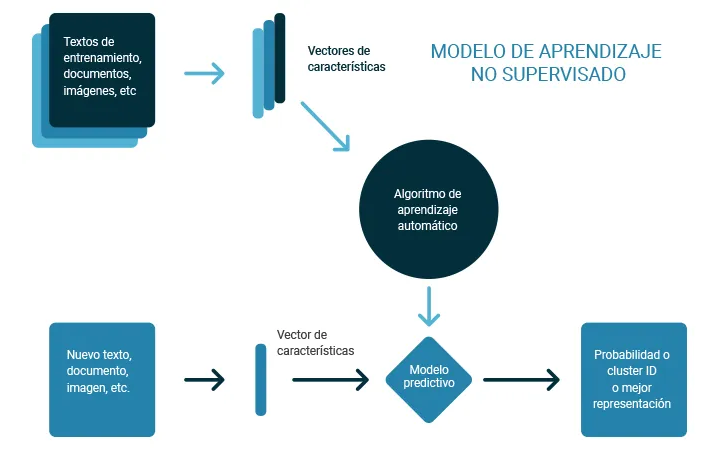 Textos de
entrenamiento,
documentos,
imágenes, etc
Vectores de
características
MODELO DE APRENDIZAJE
NO SUPERVISADO
Algoritmo de
aprendizaje
automático
Nuevo texto,
documento,
imagen, etc.
Vector de
características
Modelo
predictivo
Probabilidad o
cluster ID
o mejor
representación